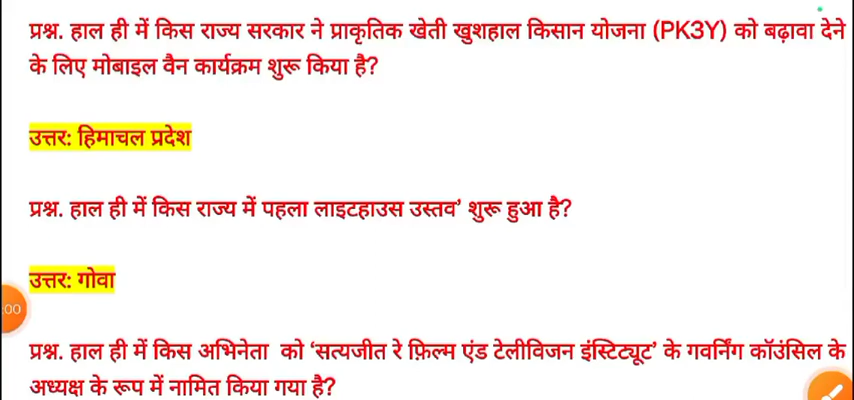 प्रश्न. हाल ही में किस राज्य सरकार ने प्राकृतिक खेती खुशहाल किसान योजना (PK3Y) को बढ़ावा देने
के लिए मोबाइल वैन कार्यक्रम शुरू किया है?
उत्तर: हिमाचल प्रदेश
प्रश्न. हाल ही में किस राज्य में पहला लाइटहाउस उस्तव’ शुरू हुआ है?
उत्तर: गोवा
:00
प्रश्न. हाल ही में किस अभिनेता को ‘सत्यजीत रे फ़िल्म एंड टेलीविजन इंस्टिट्यूट’ के गवर्निंग कॉउंसिल के
अध्यक्ष के रूप में नामित किया गया है?